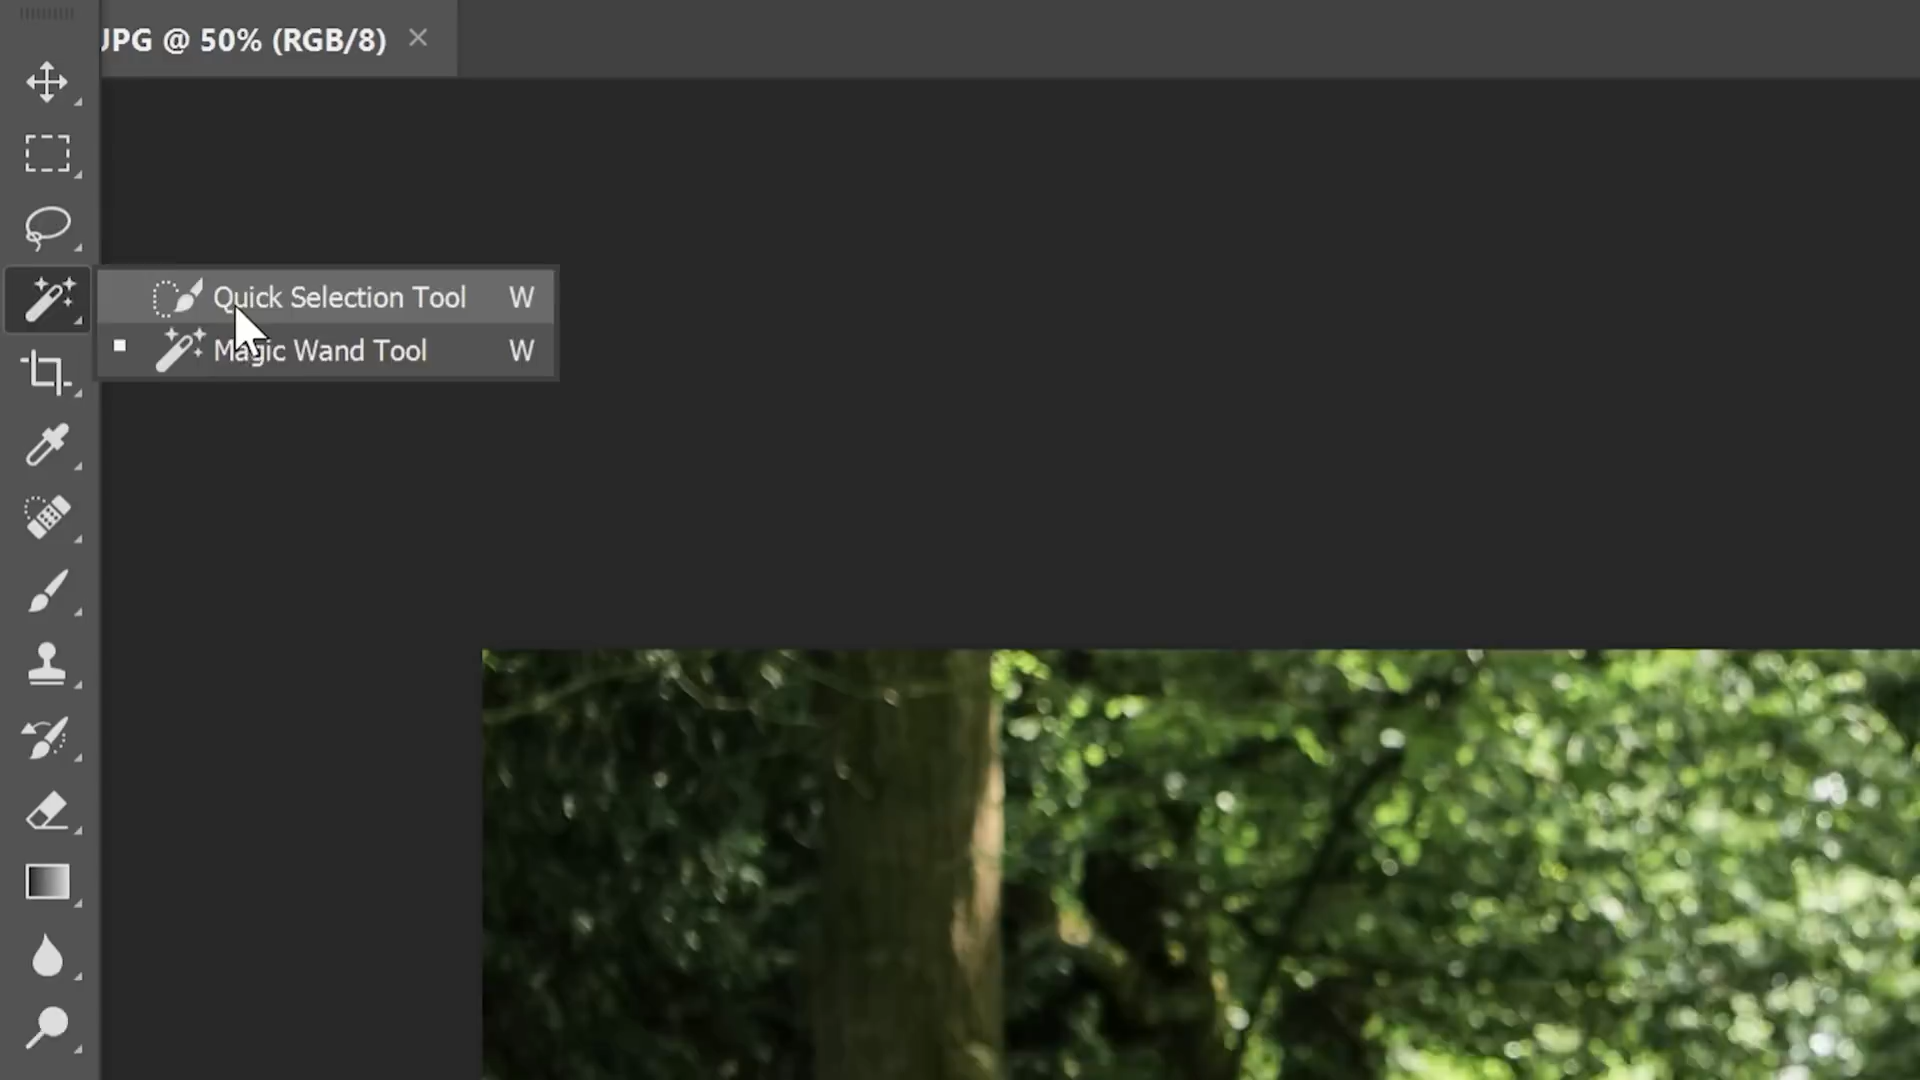 JPG @ 50% (RGB/8) ×
Quick Selection Tool W
Magic Wand Tool W